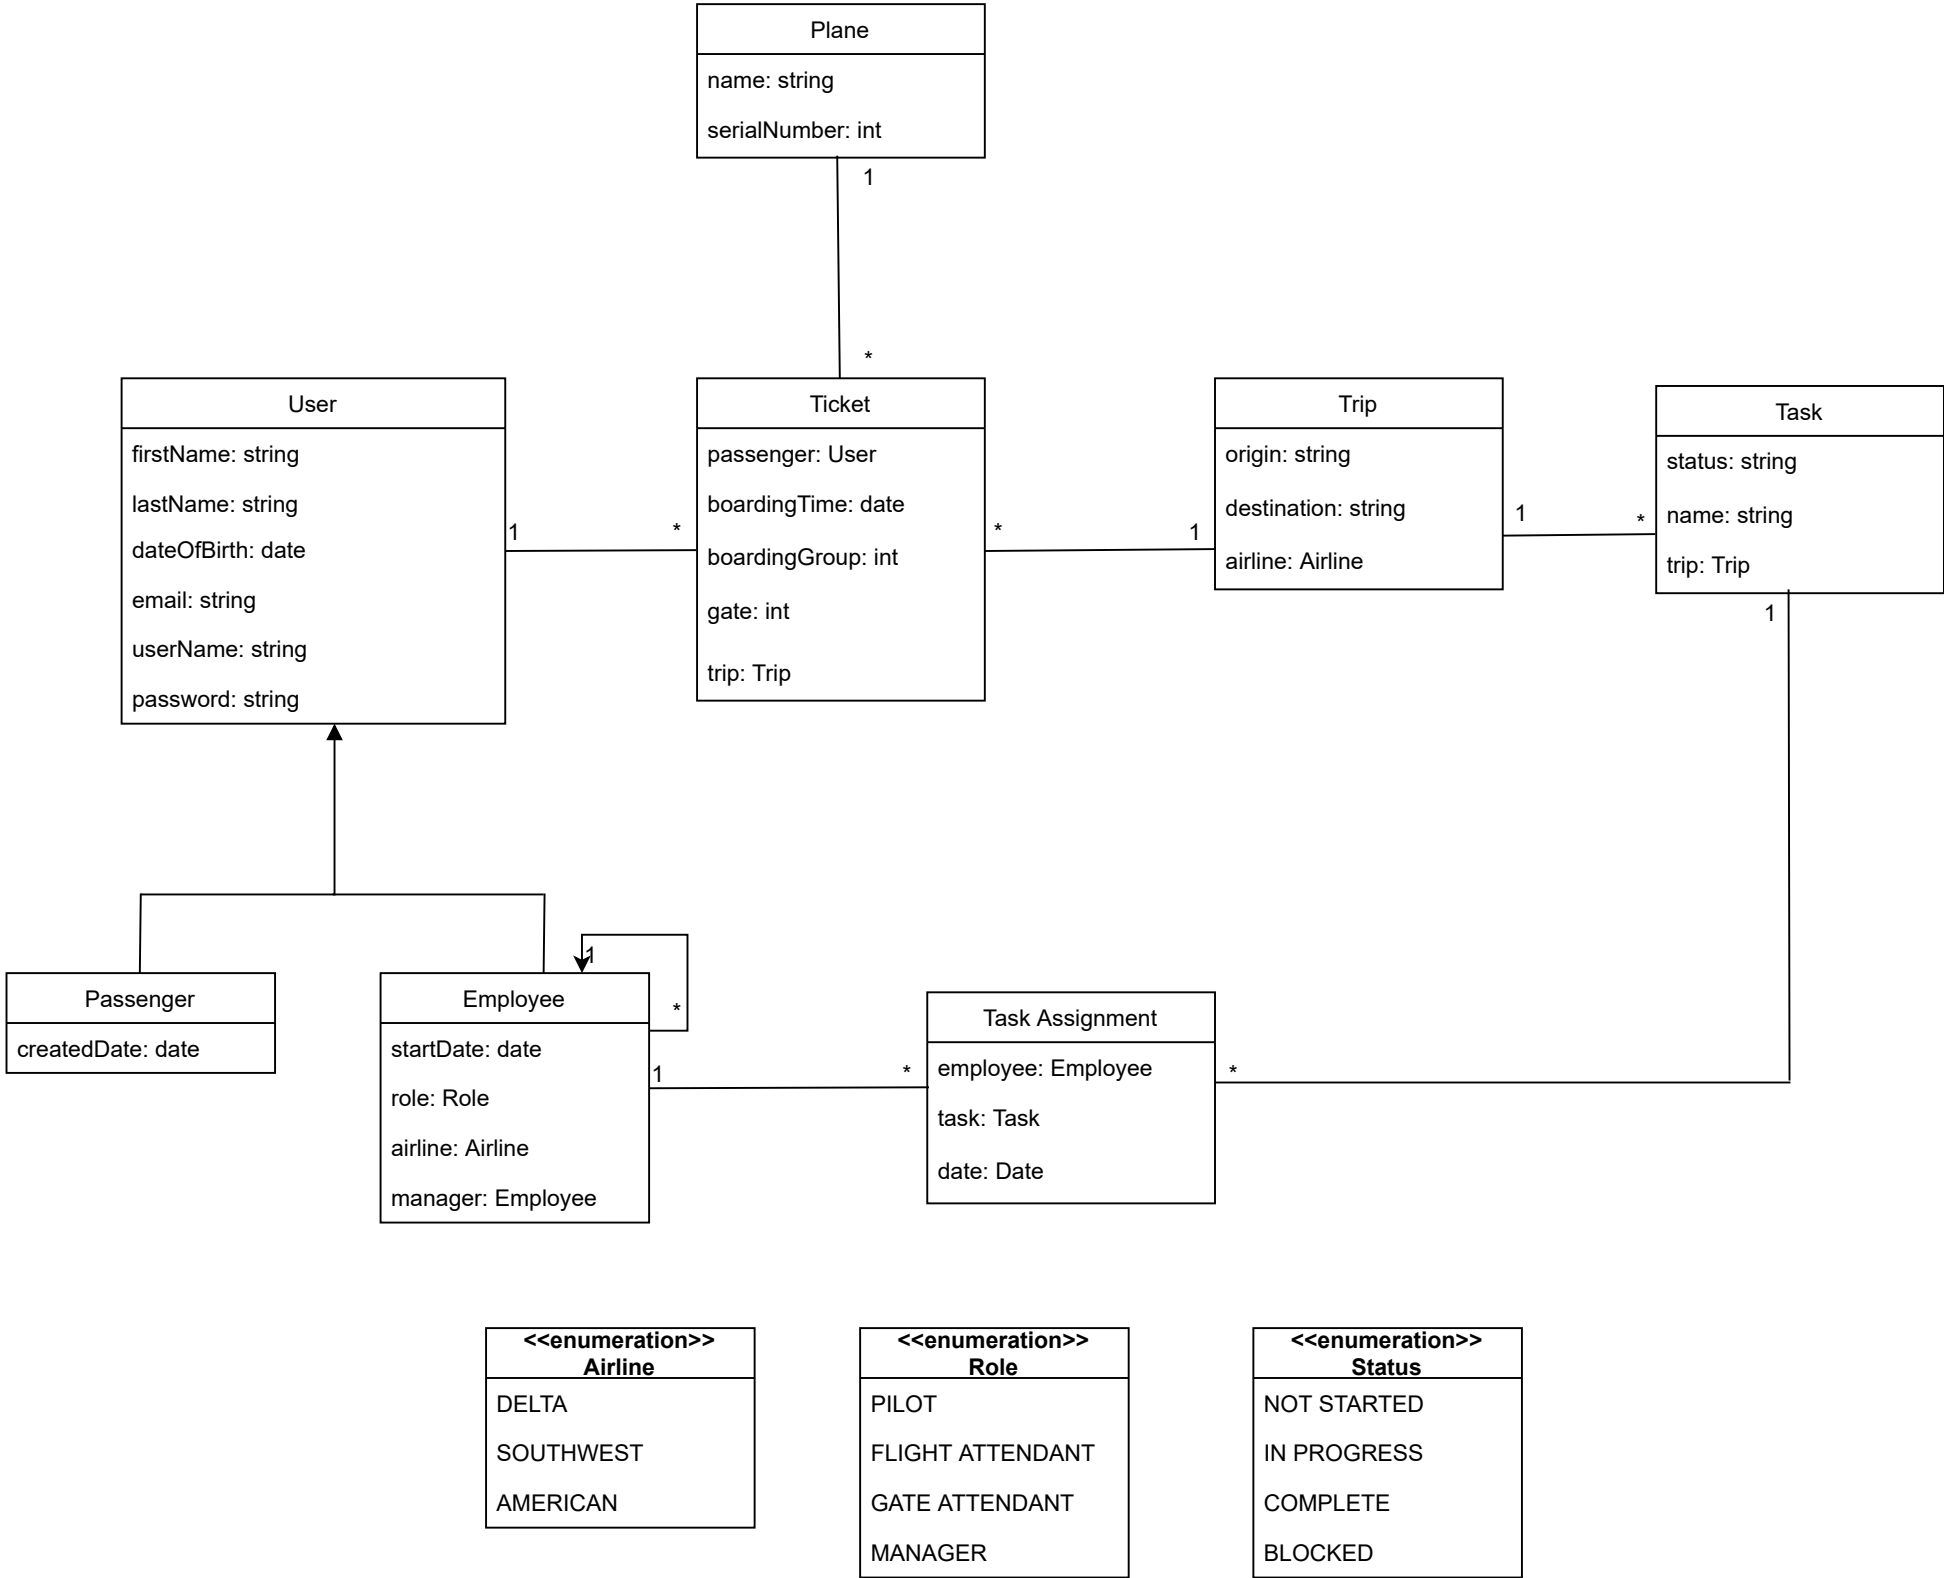 Plane
name: string
serialNumber: int
1
*
User
firstName: string
lastName: string
dateOfBirth: date
email: string
userName: string
password: string
1
*
Ticket
passenger: User
boardingTime: date
boardingGroup: int
gate: int
trip: Trip
*
1
Trip
origin: string
destination: string
airline: Airline
1
*
Task
status: string
name: string
trip: Trip
1
Passenger
createdDate: date
1
*
Employee
startDate: date
role: Role
airline: Airline
manager: Employee
1
*
Task Assignment
employee: Employee
task: Task
date: Date
*
<<enumeration>>
Airline
DELTA
SOUTHWEST
AMERICAN
<<enumeration>>
Role
PILOT
FLIGHT ATTENDANT
GATE ATTENDANT
MANAGER
<<enumeration>>
Status
NOT STARTED
IN PROGRESS
COMPLETE
BLOCKED